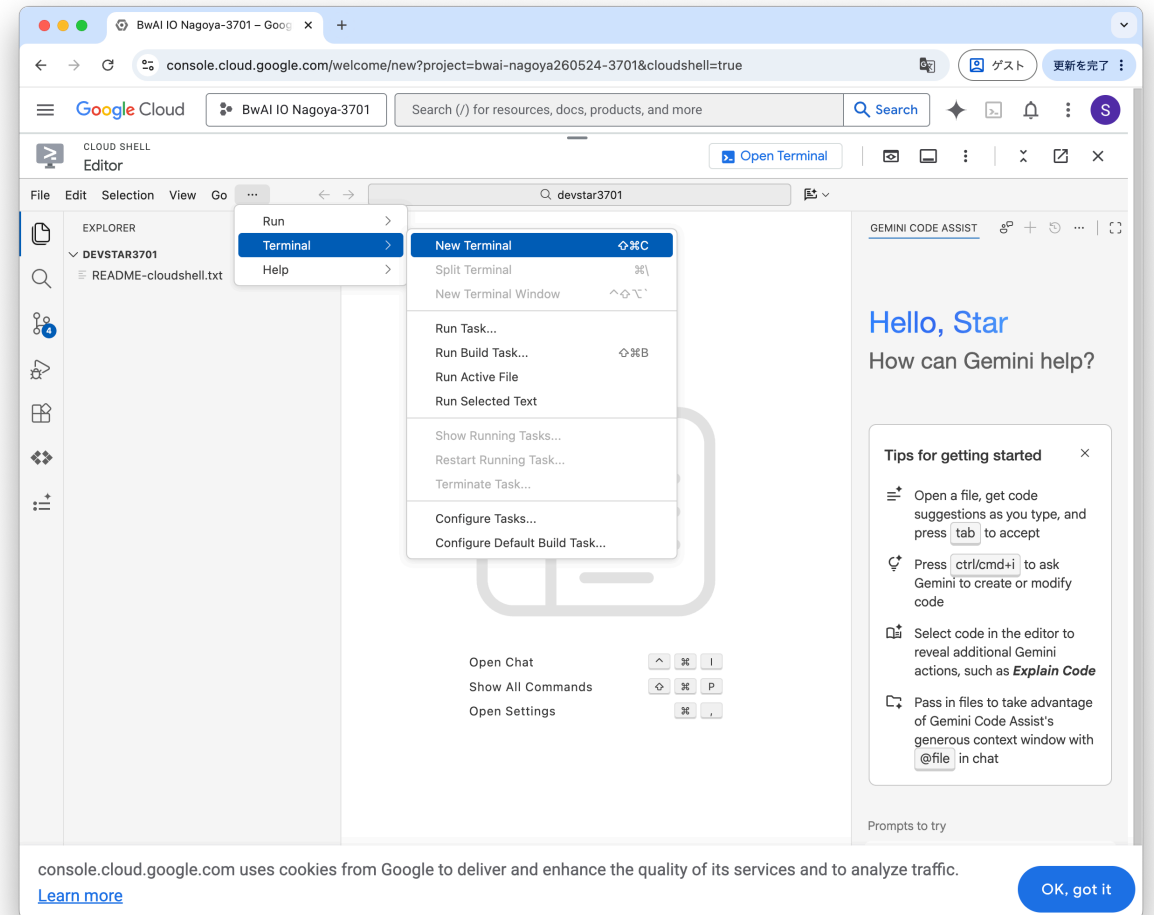 BwAI IO Nagoya-3701 – Goog
console.cloud.google.com/welcome/new?project=bwai-nagoya260524-3701&cloudshell=true
ゲスト
更新を完了
Google Cloud
BwAI IO Nagoya-3701
Search (/) for resources, docs, products, and more
Search
S
CLOUD SHELL
Editor
Open Terminal
File Edit Selection View Go ...
devstar3701
EXPLORER
DEVSTAR3701
README-cloudshell.txt
4
Run
Terminal
Help
New Terminal ⇧⌘C
Split Terminal ⌘\
New Terminal Window ^⇧⌥`
Run Task...
Run Build Task... ⇧⌘B
Run Active File
Run Selected Text
Show Running Tasks...
Restart Running Task...
Terminate Task...
Configure Tasks...
Configure Default Build Task...
Open Chat ^ ⌘ I
Show All Commands ⇧ ⌘ P
Open Settings ⌘ ,
GEMINI CODE ASSIST
Hello, Star
How can Gemini help?
Tips for getting started
Open a file, get code
suggestions as you type, and
press tab to accept
Press ctrl/cmd+i to ask
Gemini to create or modify
code
Select code in the editor to
reveal additional Gemini
actions, such as Explain Code
Pass in files to take advantage
of Gemini Code Assist's
generous context window with
@file in chat
Prompts to try
console.cloud.google.com uses cookies from Google to deliver and enhance the quality of its services and to analyze traffic.
Learn more
OK, got it